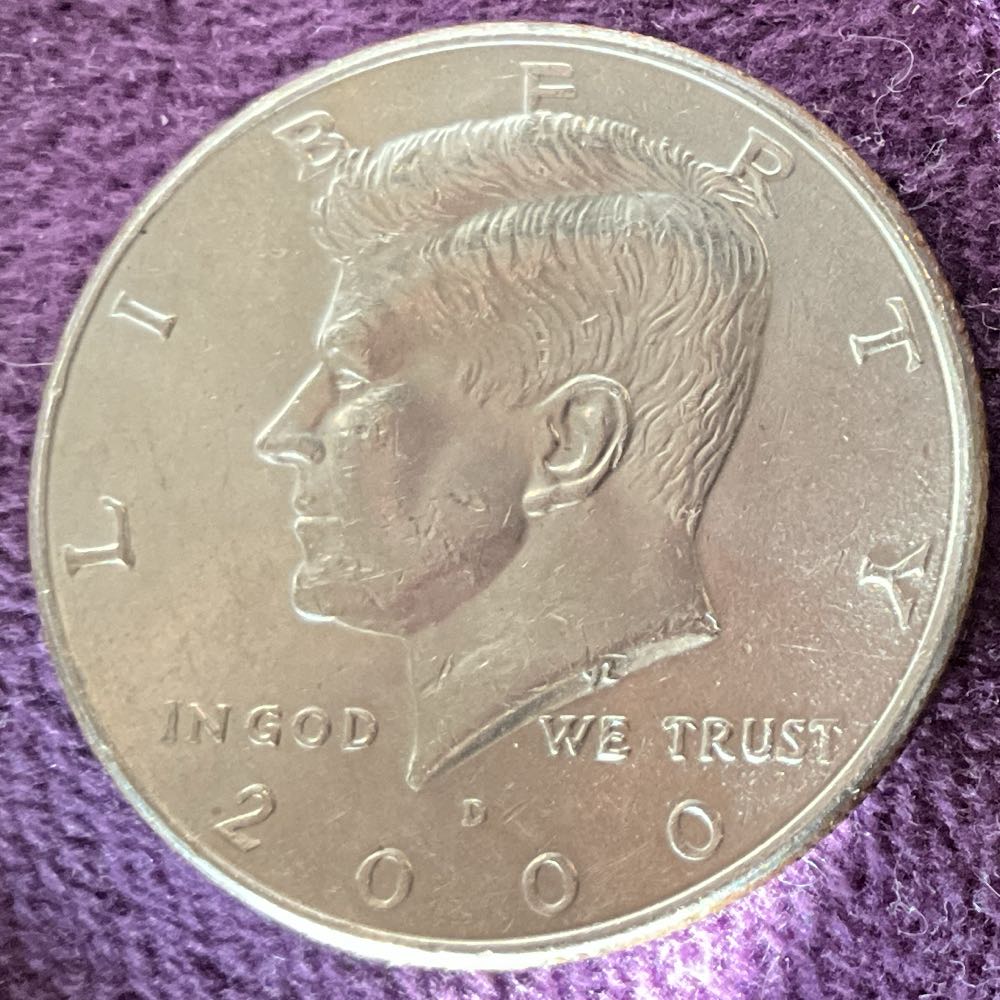 LIBERTY
IN GOD WE TRUST
D
2000